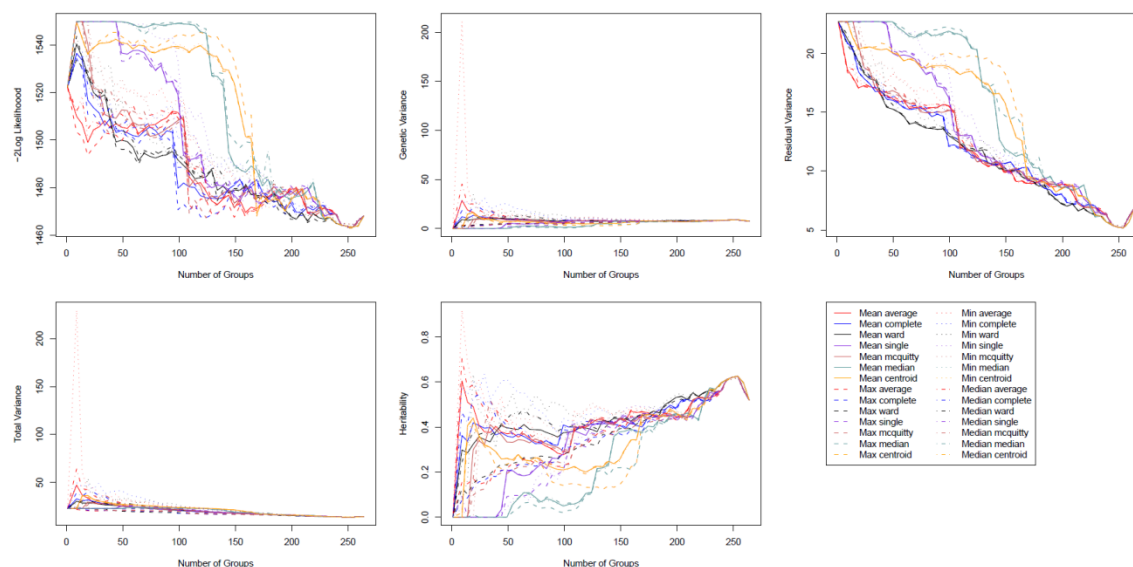 −2Log Likelihood
1460 1480 1500 1520 1540
0 50 100 150 200 250
Number of Groups
Genetic Variance
0 50 100 150 200
0 50 100 150 200 250
Number of Groups
Residual Variance
5 10 15 20
0 50 100 150 200 250
Number of Groups
Total Variance
50 100 150 200
0 50 100 150 200 250
Number of Groups
Heritability
0.0 0.2 0.4 0.6 0.8
0 50 100 150 200 250
Number of Groups
Mean average
Mean complete
Mean ward
Mean single
Mean mcquitty
Mean median
Mean centroid
Max average
Max complete
Max ward
Max single
Max mcquitty
Max median
Max centroid
Min average
Min complete
Min ward
Min single
Min mcquitty
Min median
Min centroid
Median average
Median complete
Median ward
Median single
Median mcquitty
Median median
Median centroid